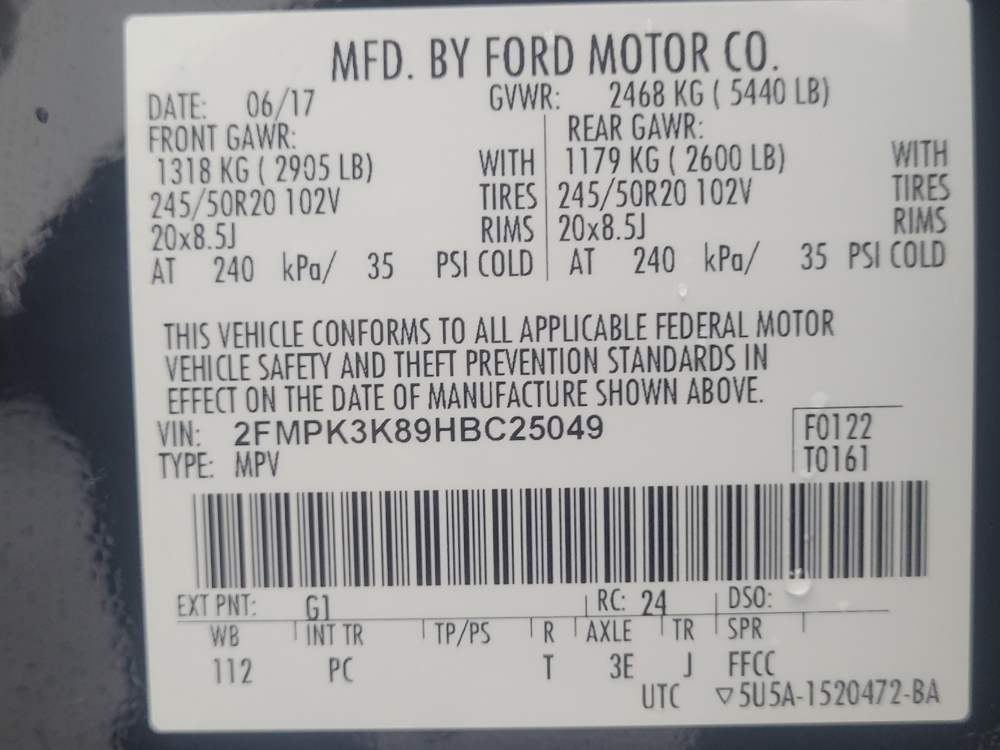 MFD. BY FORD MOTOR CO.
DATE: 06/17 GVWR: 2468 KG ( 5440 LB)
FRONT GAWR: REAR GAWR:
1318 KG ( 2905 LB) WITH 1179 KG ( 2600 LB) WITH
245/50R20 102V TIRES 245/50R20 102V TIRES
20x8.5J RIMS 20x8.5J RIMS
AT 240 kPa/ 35 PSI COLD AT 240 kPa/ 35 PSI COLD
THIS VEHICLE CONFORMS TO ALL APPLICABLE FEDERAL MOTOR
VEHICLE SAFETY AND THEFT PREVENTION STANDARDS IN
EFFECT ON THE DATE OF MANUFACTURE SHOWN ABOVE.
VIN: 2FMPK3K89HBC25049 F0122
TYPE: MPV T0161
EXT PNT: G1 RC: 24 DSO:
WB INT TR TP/PS R AXLE TR SPR
112 PC T 3E J FFCC
UTC ▽5U5A-1520472-BA